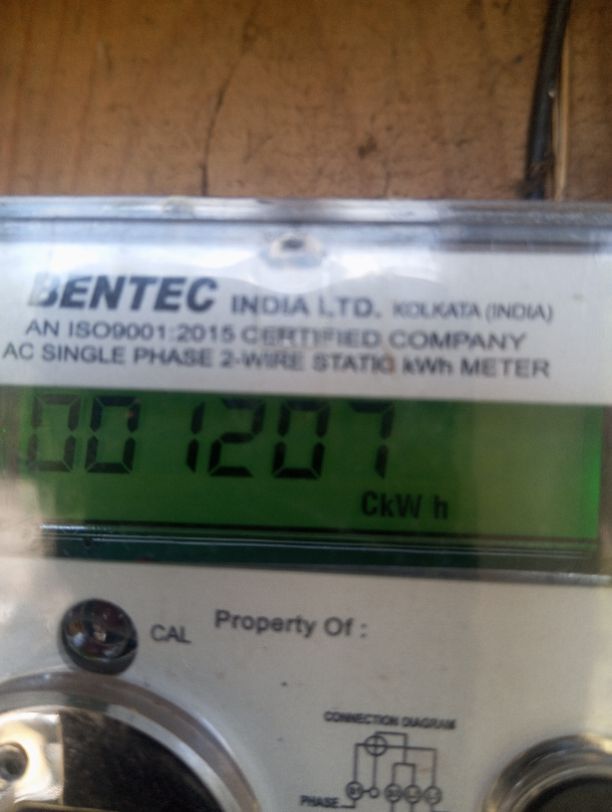 BENTEC INDIA LTD. KOLKATA (INDIA)
AN ISO9001:2015 CERTIFIED COMPANY
AC SINGLE PHASE 2-WIRE STATIC kWh METER
001207
CkW h
CAL
Property Of :
CONNECTION DIAGRAM
PHASE